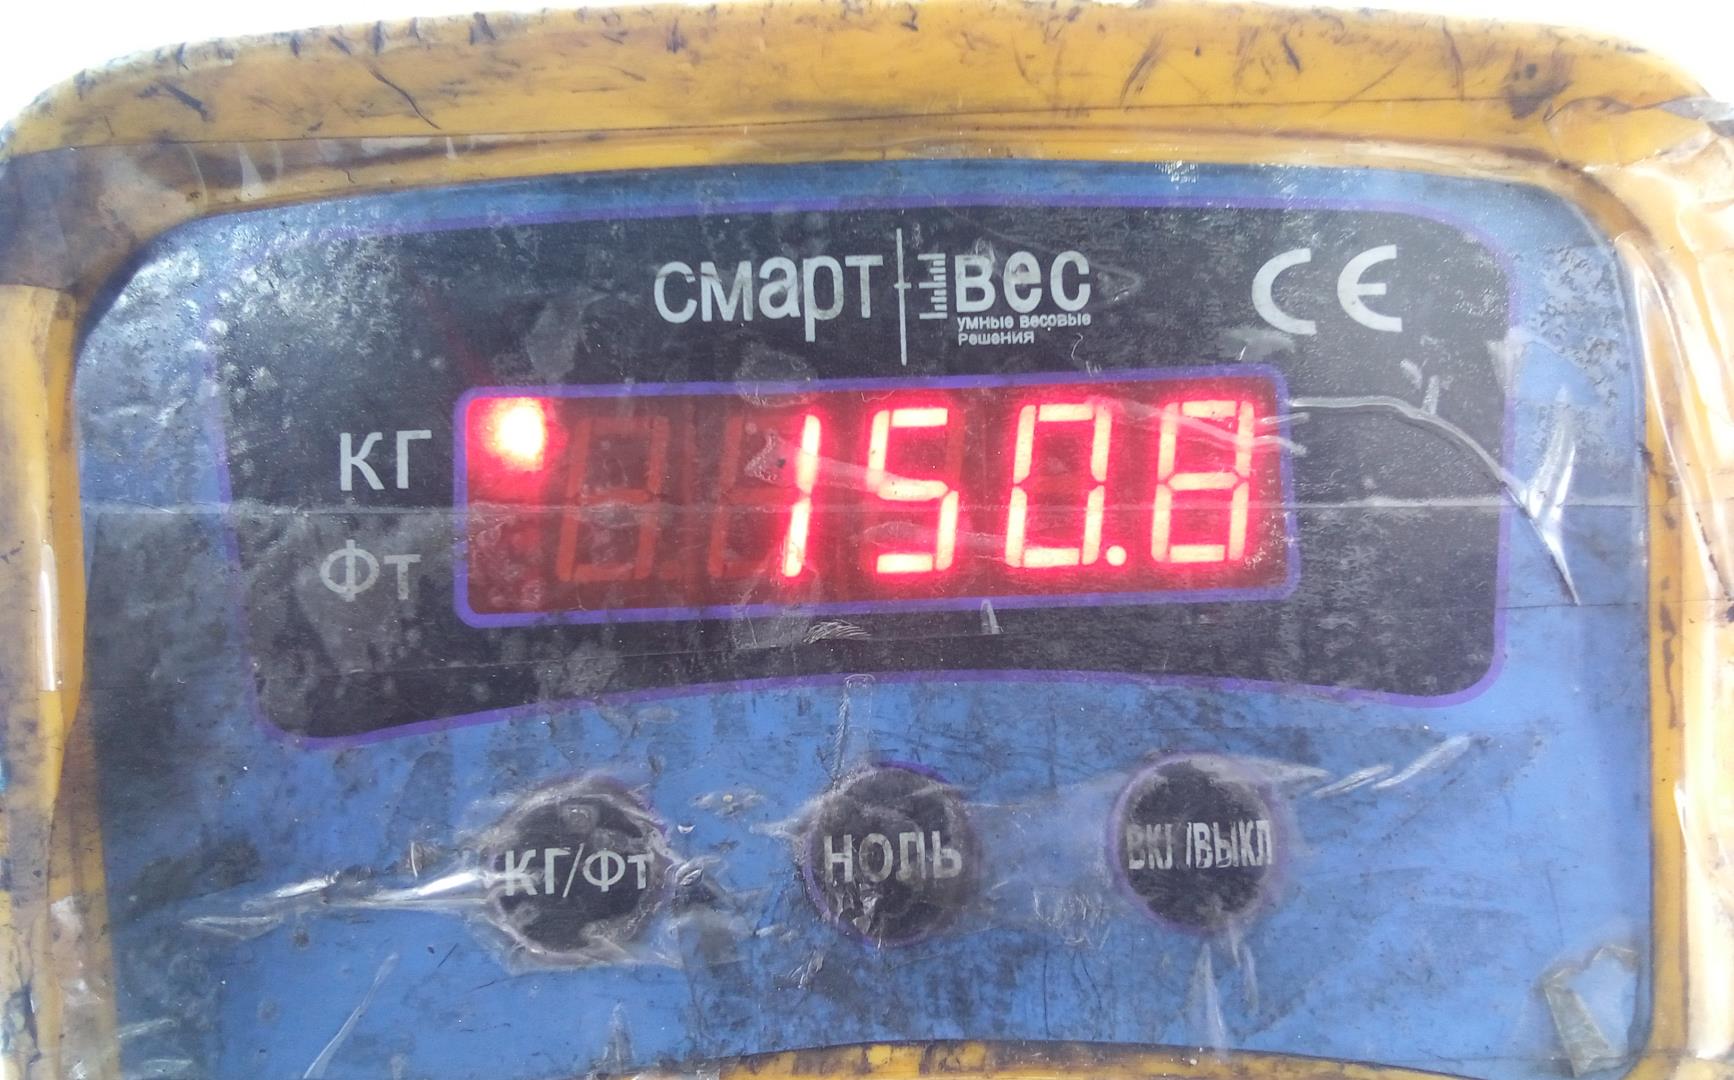 смарт вес
умные весовые
решения
CE
КГ
150.8
Фт
КГ/Фт
НОЛЬ
ВКЛ/ВЫКЛ